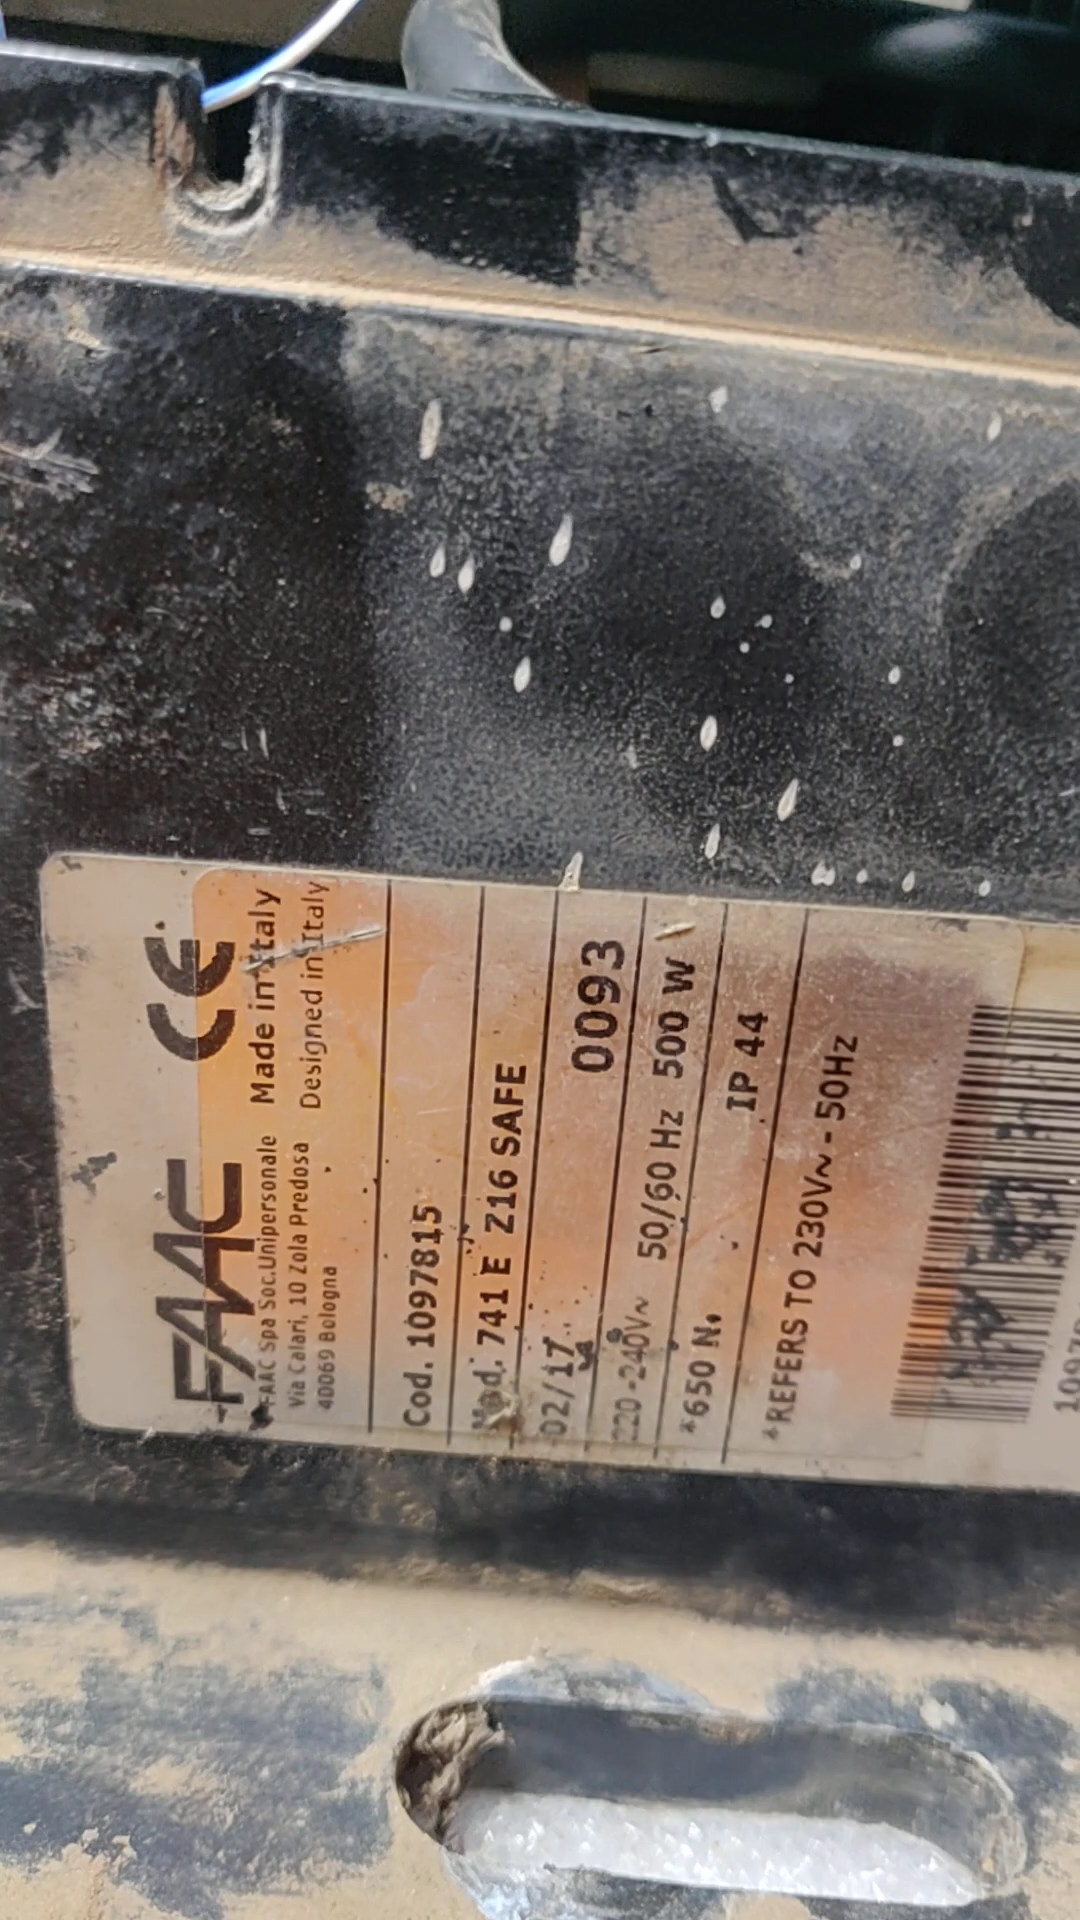 FAAC CE
FAAC Spa Soc.Unipersonale Made in Italy
Via Calari, 10 Zola Predosa Designed in Italy
40069 Bologna
Cod. 1097815
Mod. 741 E Z16 SAFE
02/17 0093
220-240V~ 50/60 Hz 500 W
*650 N. IP 44
*REFERS TO 230V~ - 50Hz